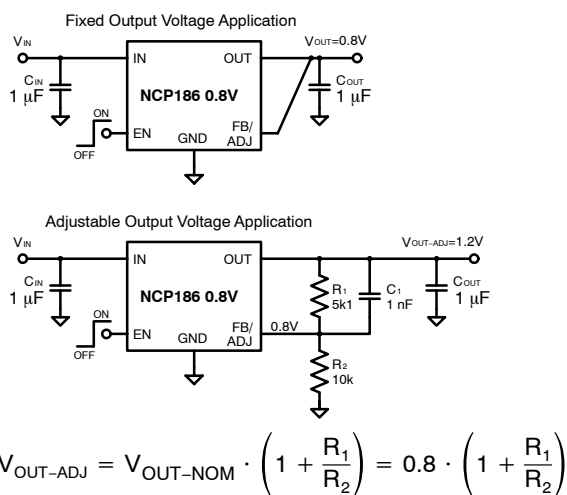 Fixed Output Voltage Application
VIN
VOUT=0.8V
IN
OUT
CIN
1 μF
NCP186 0.8V
COUT
1 μF
ON
OFF
EN
GND
FB/
ADJ
Adjustable Output Voltage Application
VIN
VOUT-ADJ=1.2V
IN
OUT
CIN
1 μF
NCP186 0.8V
R1
5k1
C1
1 nF
COUT
1 μF
ON
OFF
EN
GND
FB/
ADJ
0.8V
R2
10k
VOUT−ADJ = VOUT−NOM · (1 + R1/R2) = 0.8 · (1 + R1/R2)